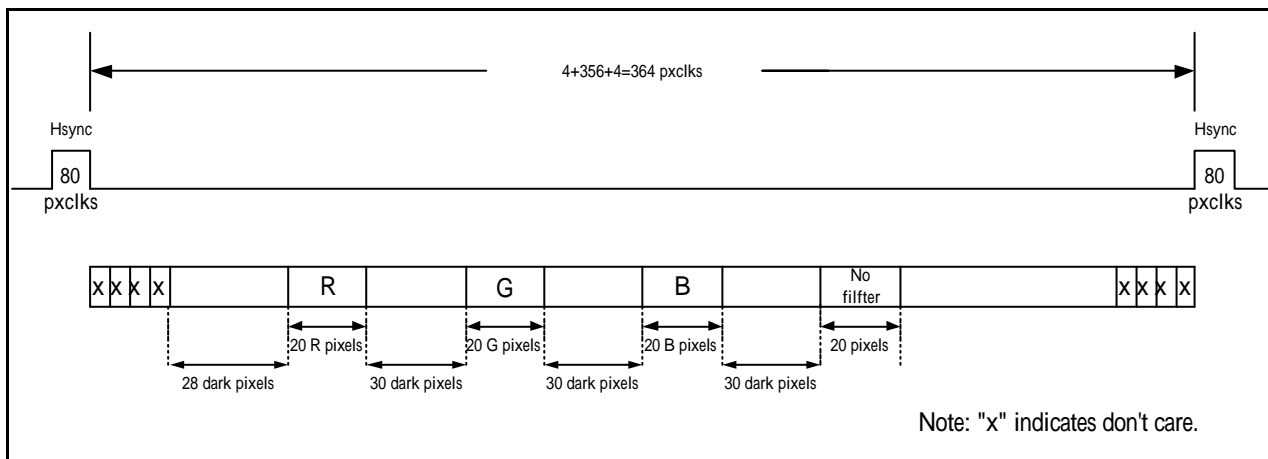 4+356+4=364 pxclks
Hsync
Hsync
80
80
pxclks
pxclks
x x x x R G B No filfter x x x x
20 R pixels 20 G pixels 20 B pixels 20 pixels
28 dark pixels 30 dark pixels 30 dark pixels 30 dark pixels
Note: "x" indicates don't care.